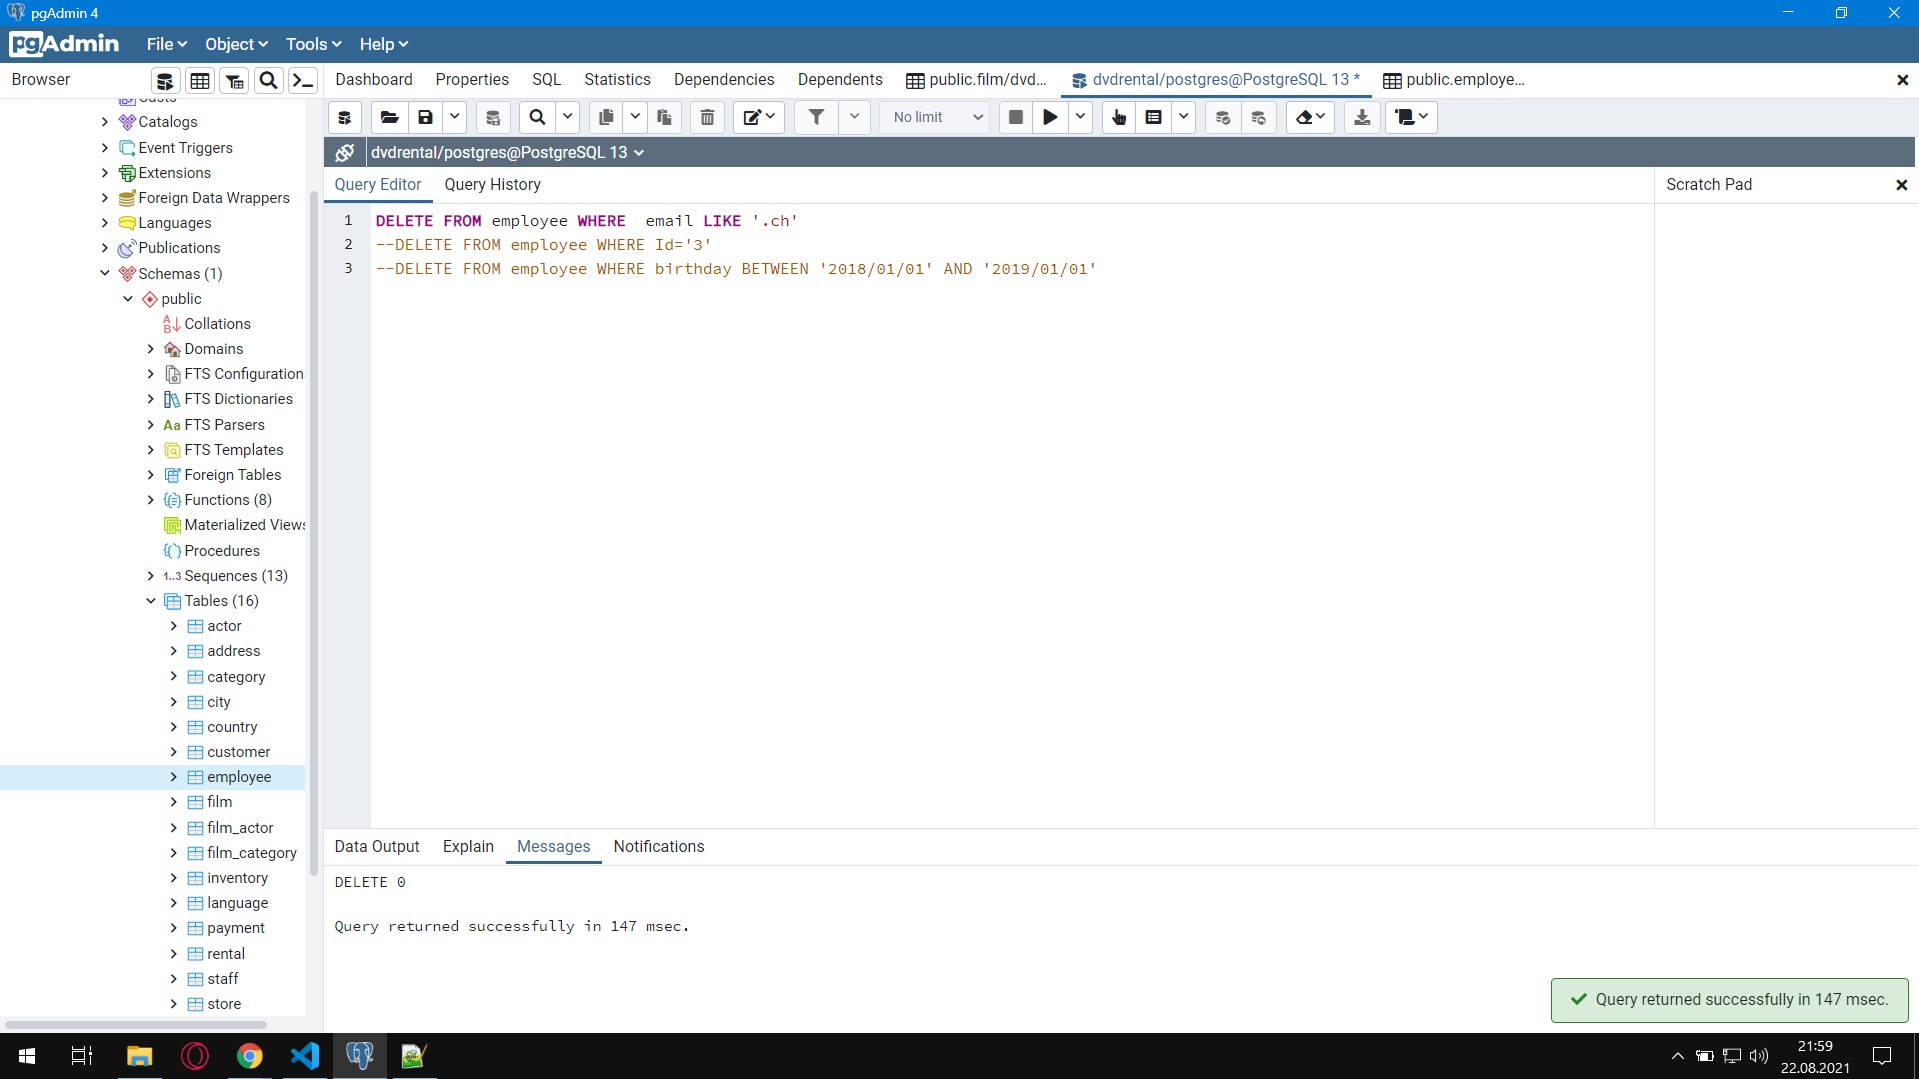 pgAdmin 4
pgAdmin File Object Tools Help
Browser
Dashboard Properties SQL Statistics Dependencies Dependents public.film/dvd... dvdrental/postgres@PostgreSQL 13 * public.employe...
No limit
dvdrental/postgres@PostgreSQL 13
Query Editor Query History
Scratch Pad
1 DELETE FROM employee WHERE  email LIKE '.ch'
2 --DELETE FROM employee WHERE Id='3'
3 --DELETE FROM employee WHERE birthday BETWEEN '2018/01/01' AND '2019/01/01'
Casts
Catalogs
Event Triggers
Extensions
Foreign Data Wrappers
Languages
Publications
Schemas (1)
public
Collations
Domains
FTS Configuration
FTS Dictionaries
Aa FTS Parsers
FTS Templates
Foreign Tables
Functions (8)
Materialized Views
Procedures
1..3 Sequences (13)
Tables (16)
actor
address
category
city
country
customer
employee
film
film_actor
film_category
inventory
language
payment
rental
staff
store
Data Output Explain Messages Notifications
DELETE 0
Query returned successfully in 147 msec.
Query returned successfully in 147 msec.
21:59
22.08.2021